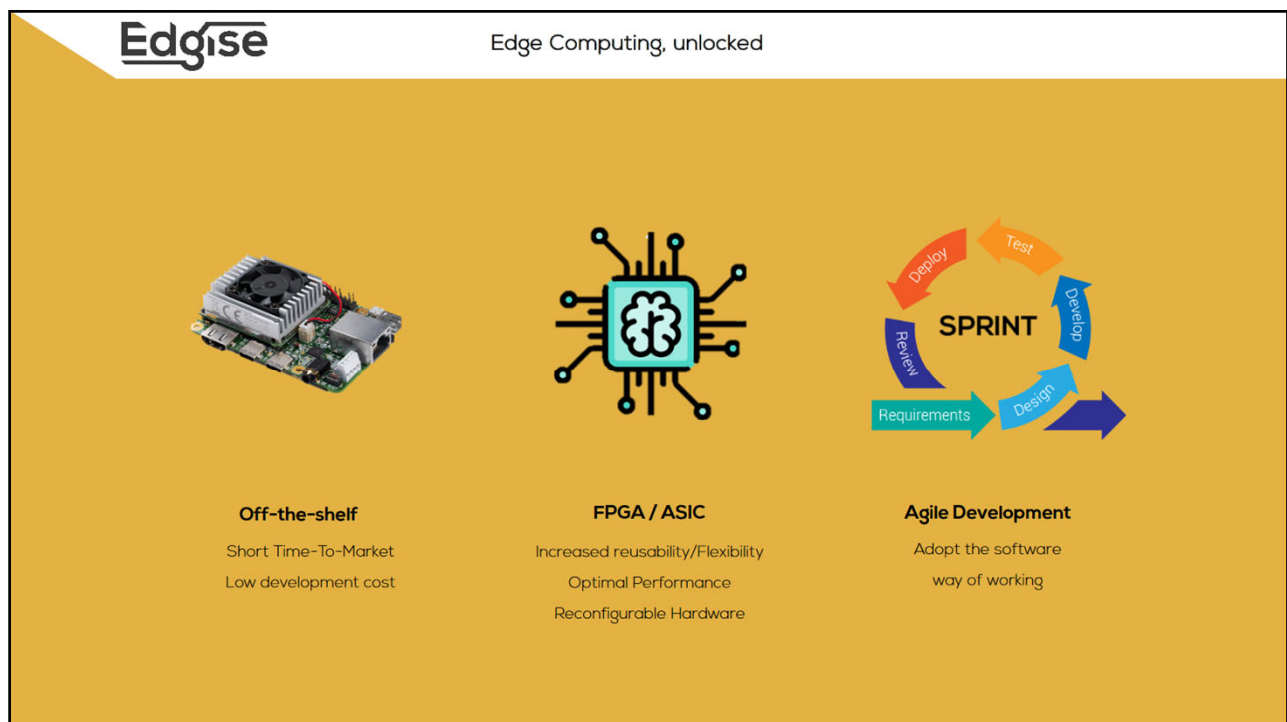 Edgise
Edge Computing, unlocked
Deploy
Test
Develop
SPRINT
Review
Requirements
Design
Off-the-shelf
Short Time-To-Market
Low development cost
FPGA / ASIC
Increased reusability/Flexibility
Optimal Performance
Reconfigurable Hardware
Agile Development
Adopt the software
way of working